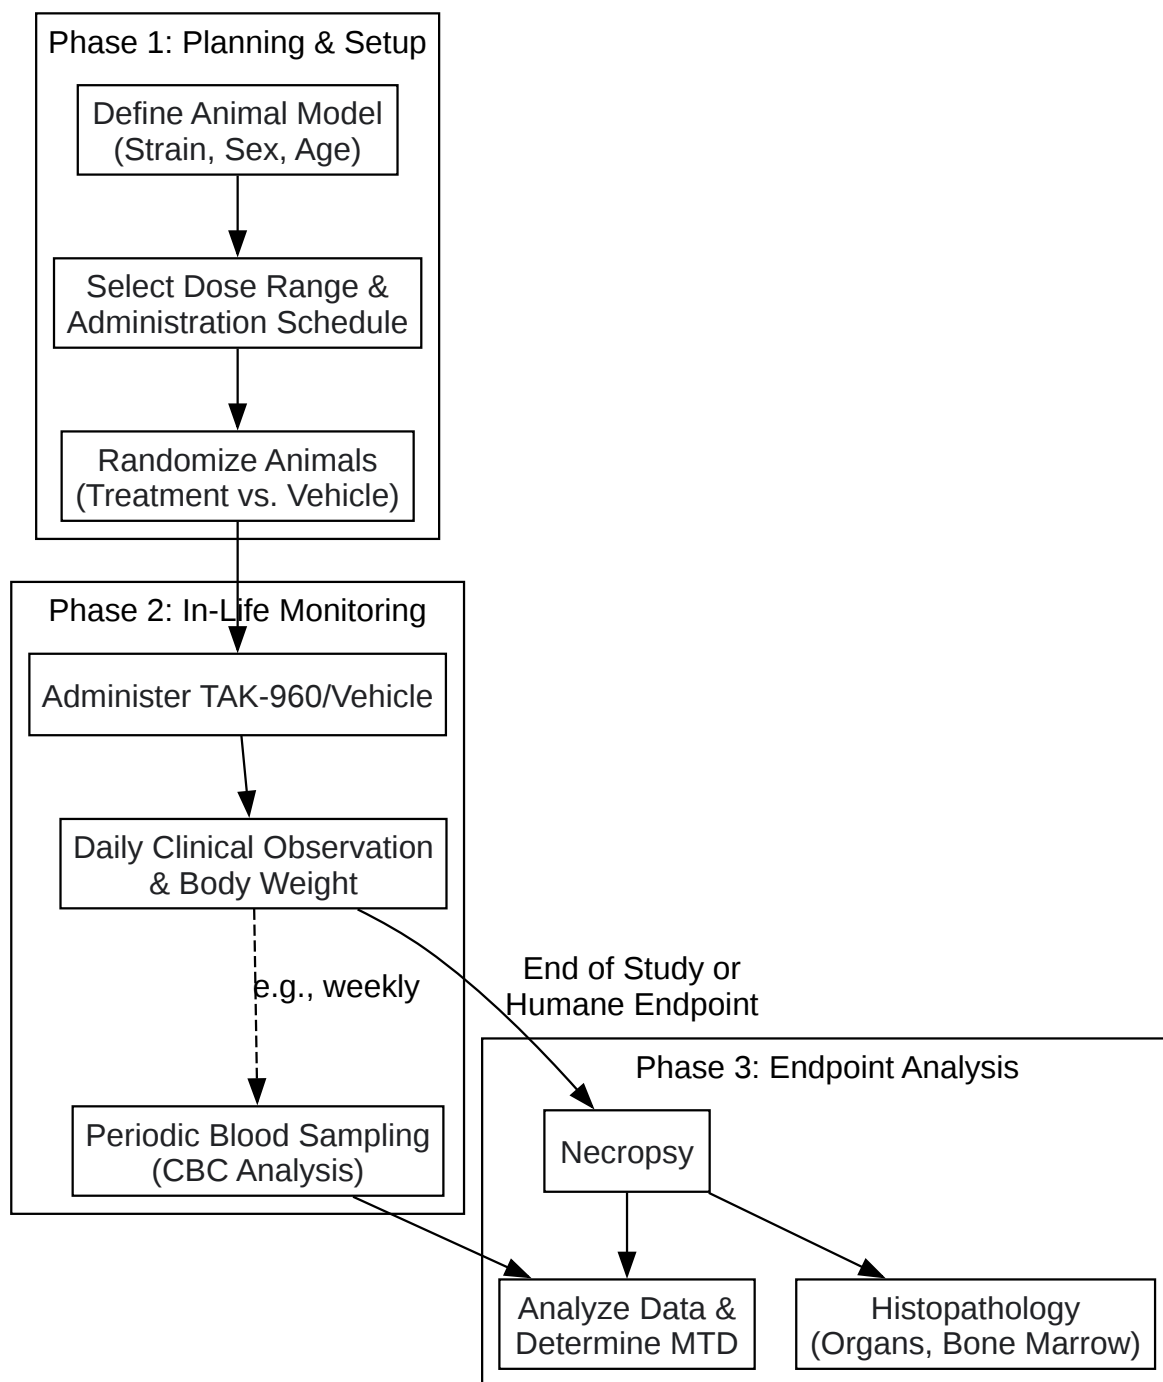 Phase 1: Planning & Setup
Define Animal Model
(Strain, Sex, Age)
Select Dose Range &
Administration Schedule
Randomize Animals
(Treatment vs. Vehicle)
Phase 2: In-Life Monitoring
Administer TAK-960/Vehicle
Daily Clinical Observation
& Body Weight
e.g., weekly
End of Study or
Humane Endpoint
Periodic Blood Sampling
(CBC Analysis)
Phase 3: Endpoint Analysis
Necropsy
Analyze Data &
Determine MTD
Histopathology
(Organs, Bone Marrow)